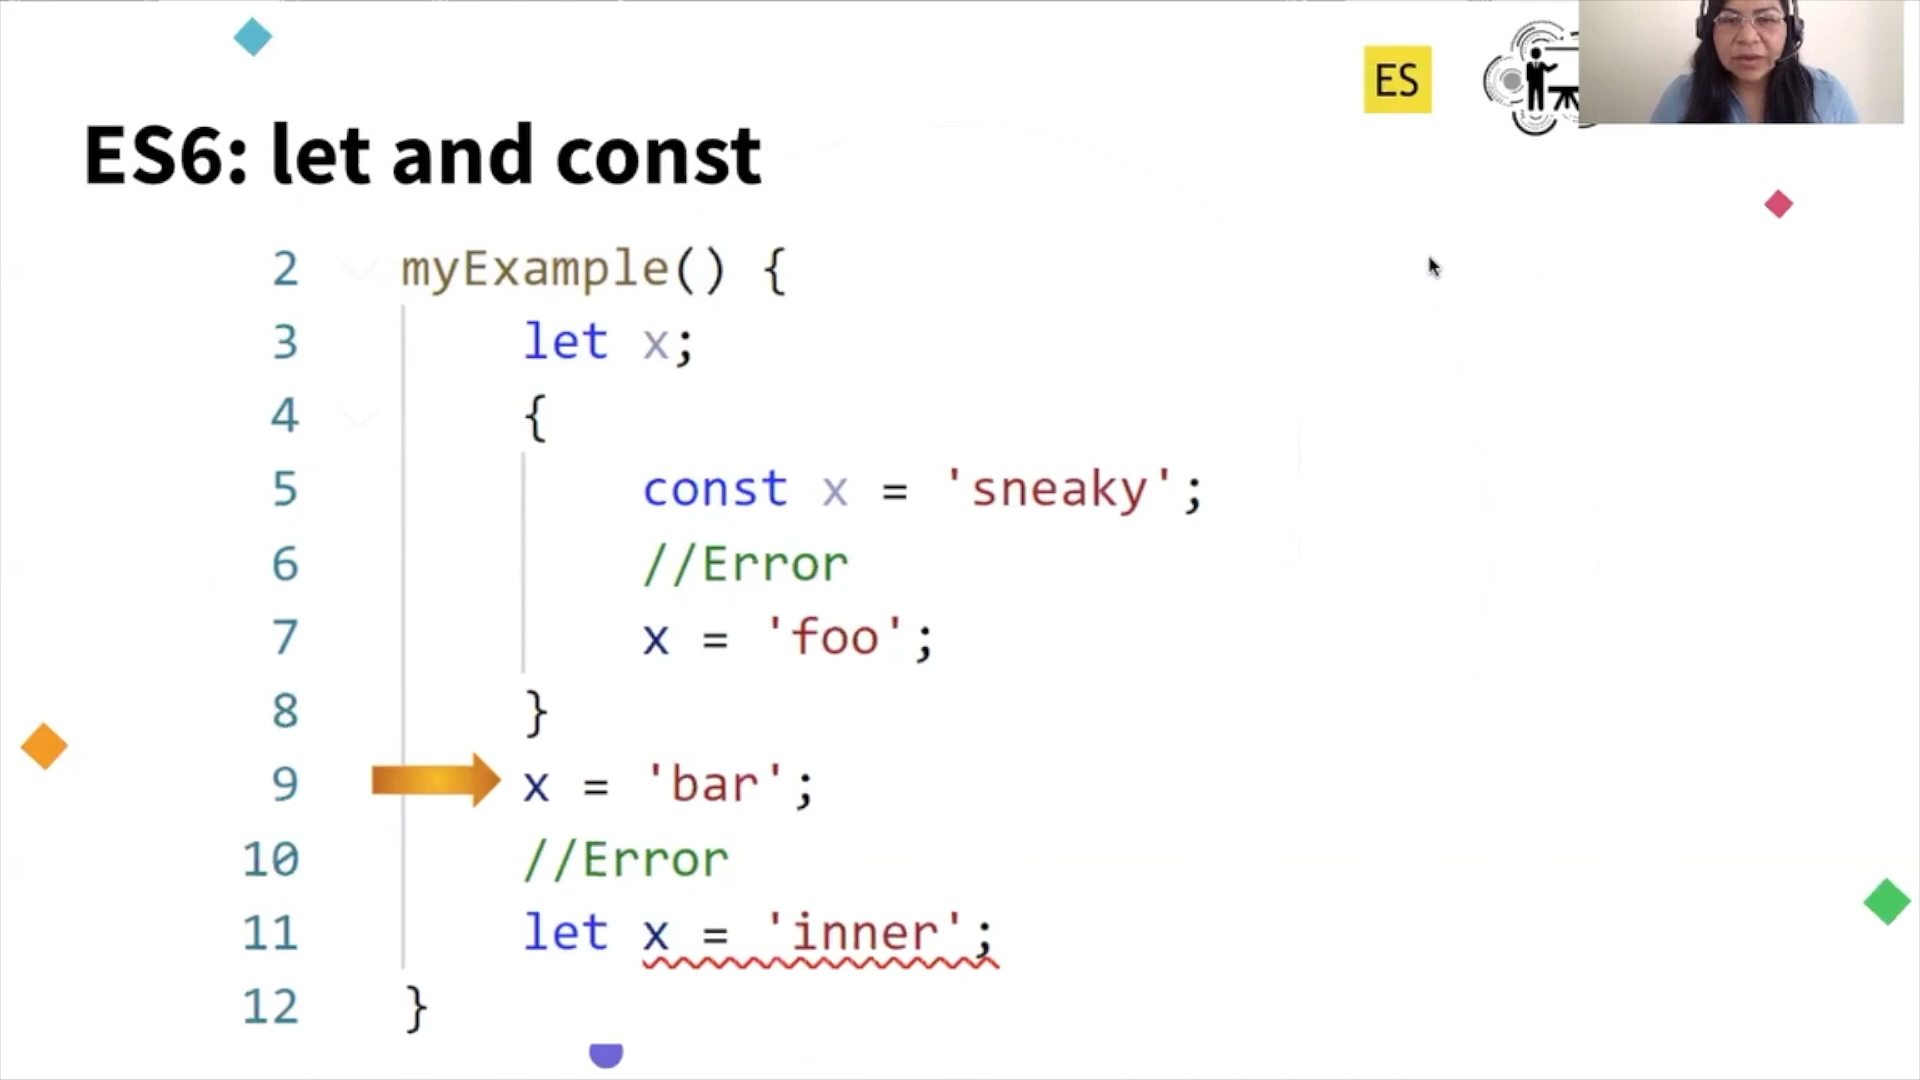 ES
ES6: let and const
2 myExample() {
3 let x;
4 {
5 const x = 'sneaky';
6 //Error
7 x = 'foo';
8 }
9 x = 'bar';
10 //Error
11 let x = 'inner';
12 }